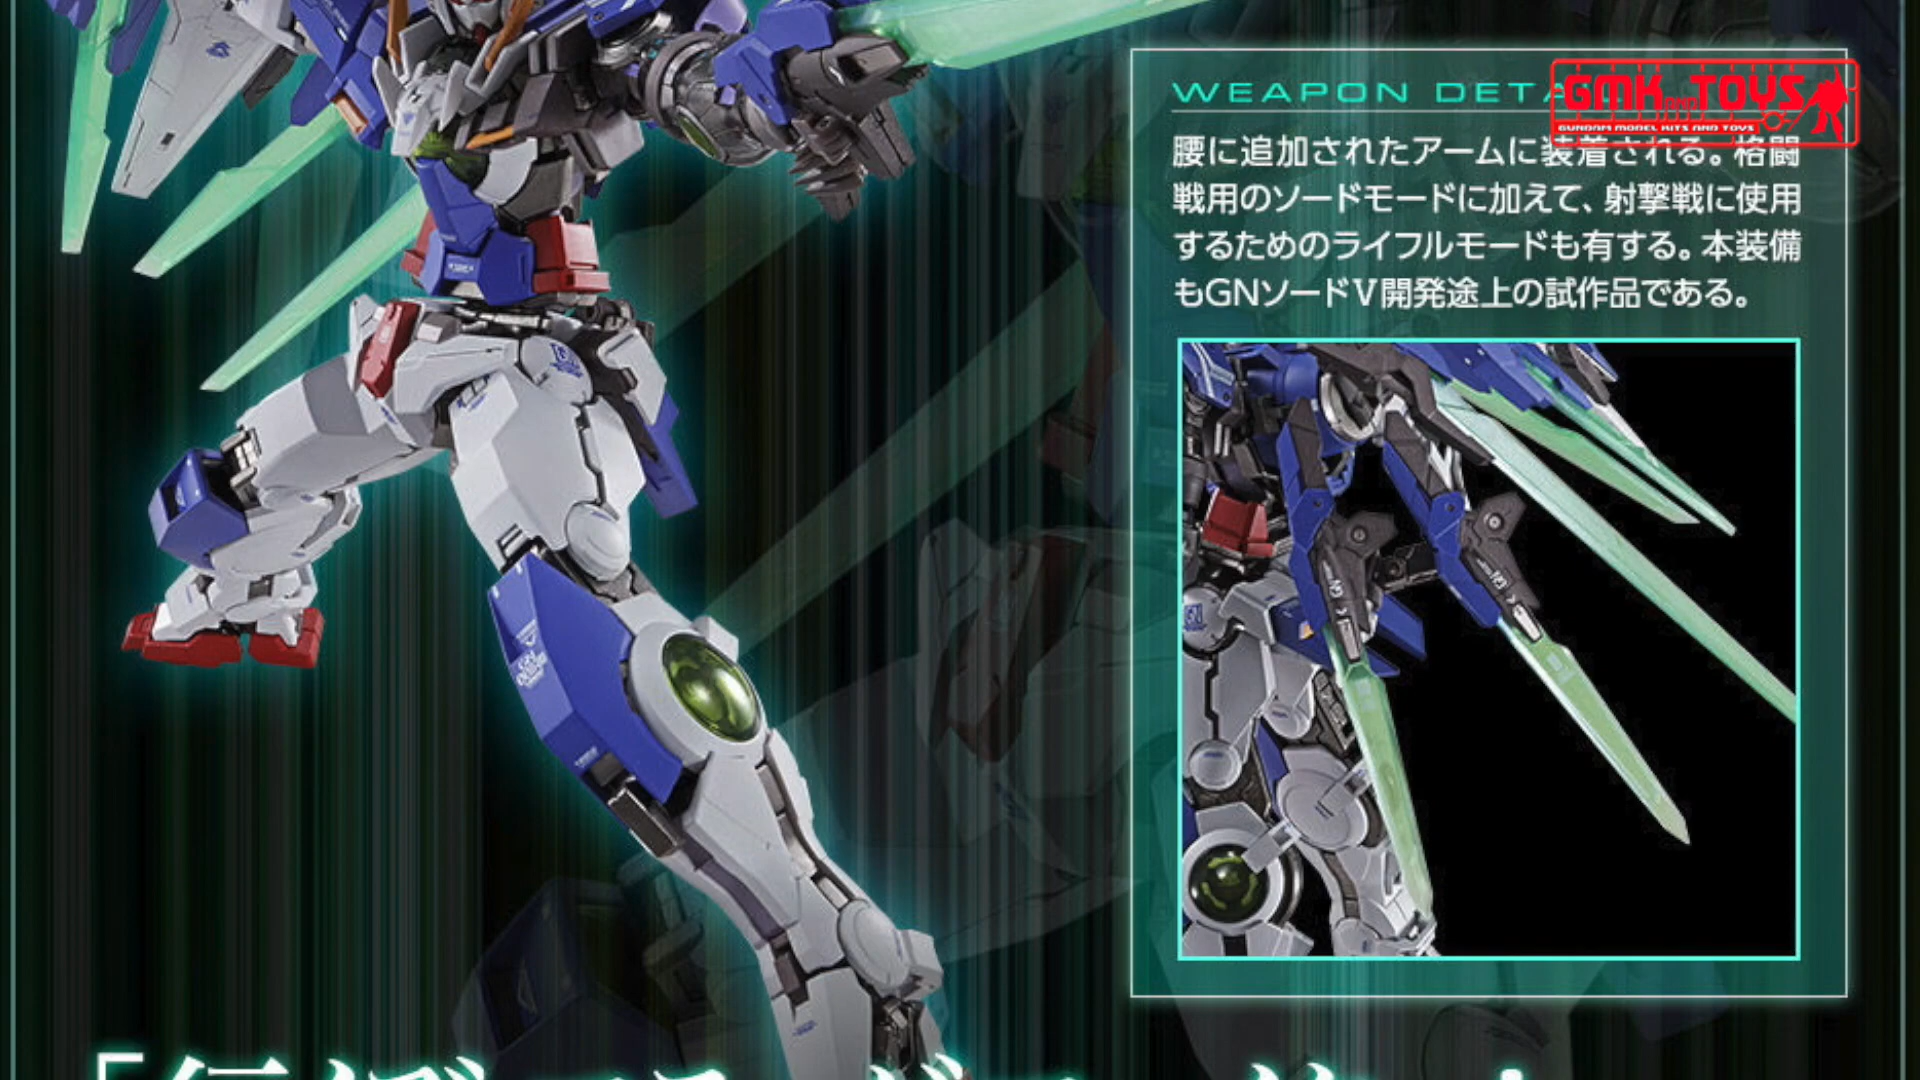 WEAPON DETA
GMK AND TOYS
GUNDAM MODEL KITS AND TOYS
腰に追加されたアームに装着される。格闘
戦用のソードモードに加えて、射撃戦に使用
するためのライフルモードも有する。本装備
もGNソードⅤ開発途上の試作品である。